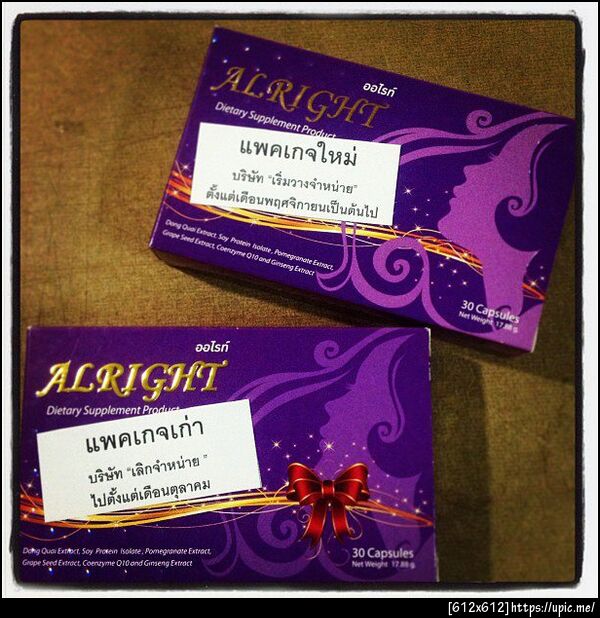 ออไรท์
ALRIGHT
Dietary Supplement Product
แพคเกจใหม่
บริษัท “เริ่มวางจำหน่าย”
ตั้งแต่เดือนพฤศจิกายนเป็นต้นไป
Dong Quai Extract, Soy Protein Isolate, Pomegranate Extract,
Grape Seed Extract, Coenzyme Q10 and Ginseng Extract
30 Capsules
Net Weight 17.88 g.
ออไรท์
ALRIGHT
Dietary Supplement Product
แพคเกจเก่า
บริษัท “เลิกจำหน่าย ”
ไปตั้งแต่เดือนตุลาคม
Dong Quai Extract, Soy Protein Isolate, Pomegranate Extract,
Grape Seed Extract, Coenzyme Q10 and Ginseng Extract
30 Capsules
Net Weight 17.88 g.
[612x612]https://upic.me/